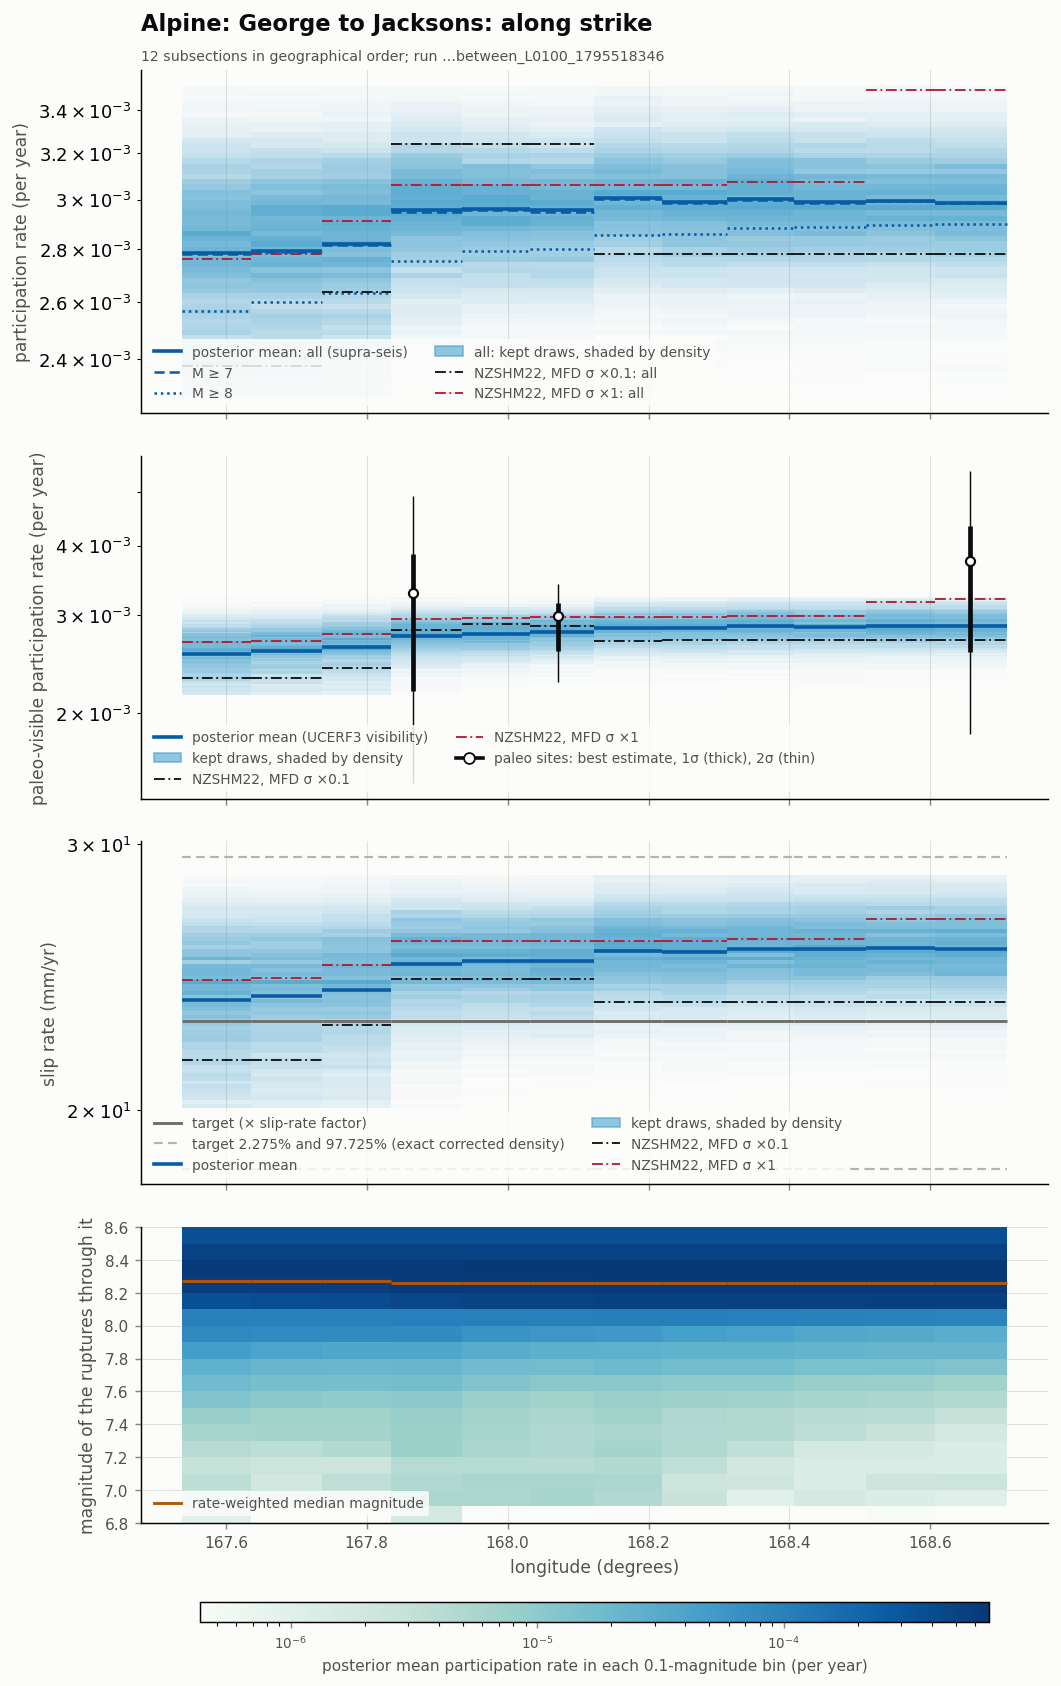 Alpine: George to Jacksons: along strike
12 subsections in geographical order; run ...between_L0100_1795518346
participation rate (per year)
3.4 × 10⁻³
3.2 × 10⁻³
3 × 10⁻³
2.8 × 10⁻³
2.6 × 10⁻³
2.4 × 10⁻³
posterior mean: all (supra-seis)
M ≥ 7
M ≥ 8
all: kept draws, shaded by density
NZSHM22, MFD σ ×0.1: all
NZSHM22, MFD σ ×1: all
paleo-visible participation rate (per year)
4 × 10⁻³
3 × 10⁻³
2 × 10⁻³
posterior mean (UCERF3 visibility)
kept draws, shaded by density
NZSHM22, MFD σ ×0.1
NZSHM22, MFD σ ×1
paleo sites: best estimate, 1σ (thick), 2σ (thin)
slip rate (mm/yr)
3 × 10¹
2 × 10¹
target (× slip-rate factor)
target 2.275% and 97.725% (exact corrected density)
posterior mean
kept draws, shaded by density
NZSHM22, MFD σ ×0.1
NZSHM22, MFD σ ×1
magnitude of the ruptures through it
8.6
8.4
8.2
8.0
7.8
7.6
7.4
7.2
7.0
6.8
rate-weighted median magnitude
167.6 167.8 168.0 168.2 168.4 168.6
longitude (degrees)
10⁻⁶ 10⁻⁵ 10⁻⁴
posterior mean participation rate in each 0.1-magnitude bin (per year)